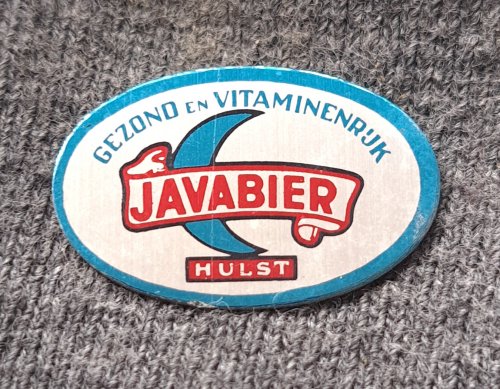 GEZOND EN VITAMINENRIJK
JAVABIER
HULST